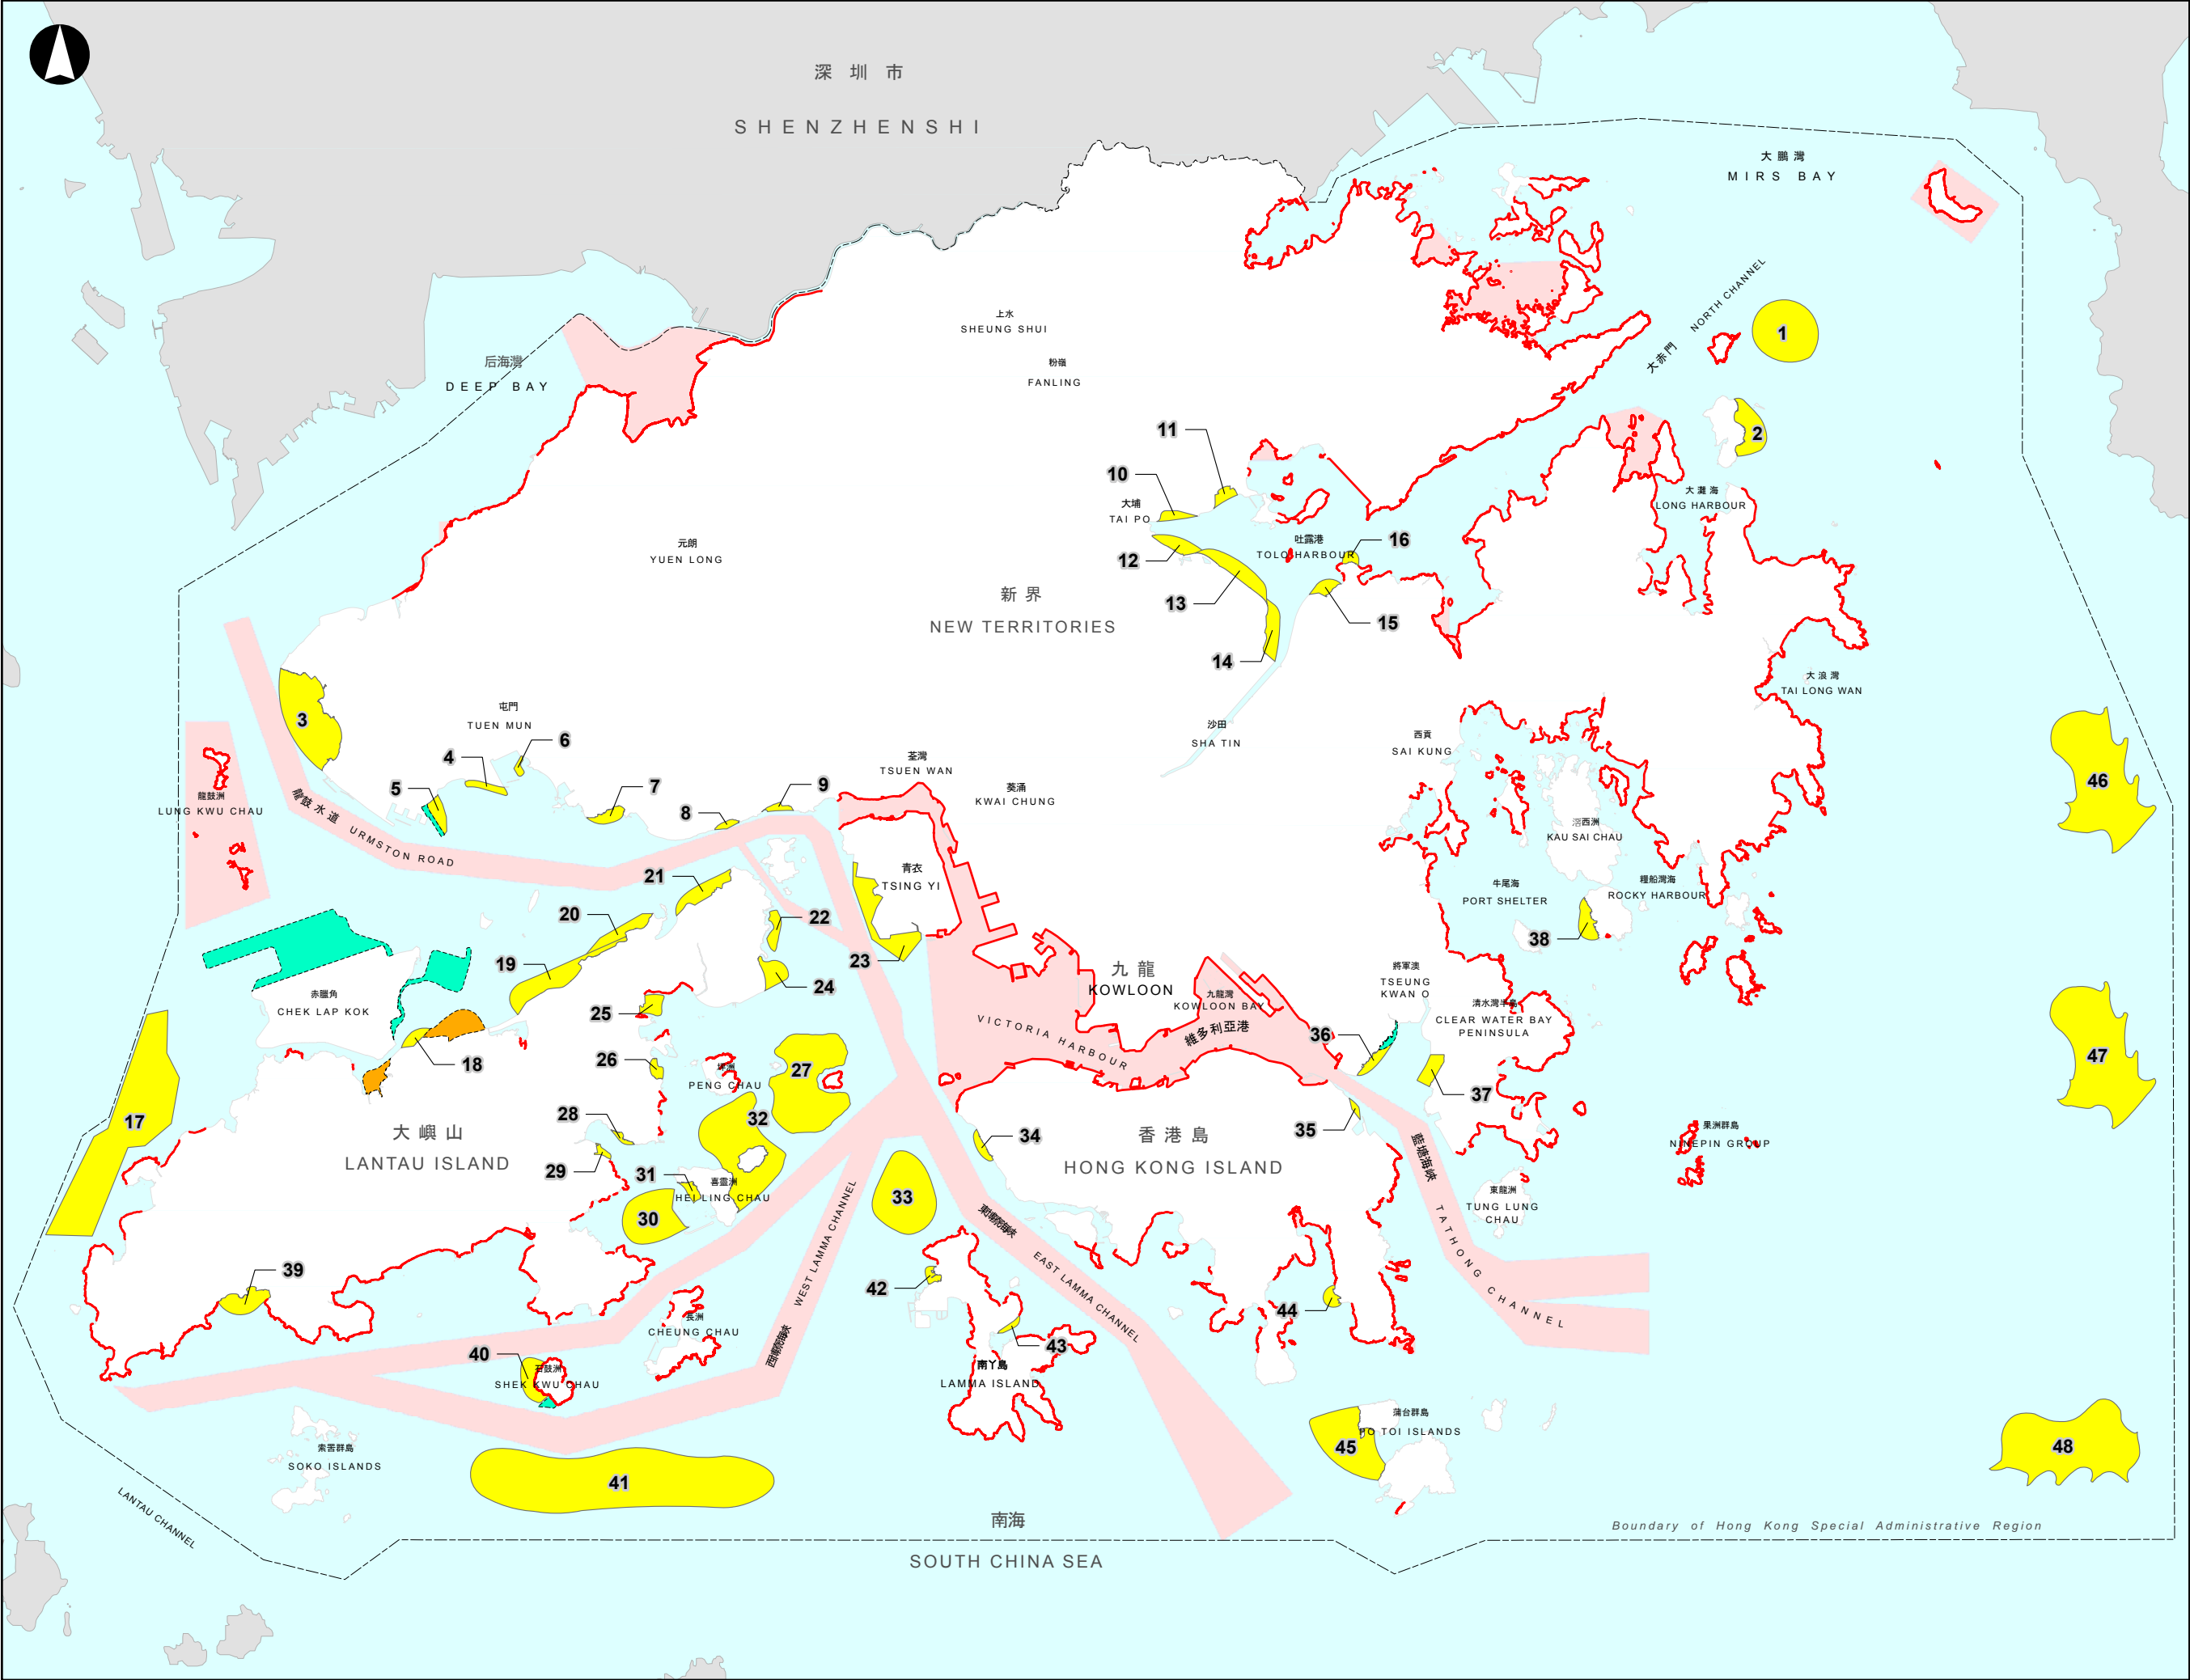 深圳市
SHENZHENSHI
大鵬灣
MIRS BAY
NORTH CHANNEL
大赤門
1
上水
SHEUNG SHUI
粉嶺
FANLING
后海灣
DEEP BAY
2
11
10
大埔
TAI PO
大灘海
LONG HARBOUR
12
吐露港
TOLO HARBOUR
16
元朗
YUEN LONG
新界
NEW TERRITORIES
13
15
14
大浪灣
TAI LONG WAN
3
屯門
TUEN MUN
4
6
5
7
8
9
沙田
SHA TIN
西貢
SAI KUNG
荃灣
TSUEN WAN
葵涌
KWAI CHUNG
46
龍鼓洲
LUNG KWU CHAU
龍鼓水道 URMSTON ROAD
滘西洲
KAU SAI CHAU
青衣
TSING YI
21
20
22
23
19
24
牛尾海
PORT SHELTER
糧船灣海
ROCKY HARBOUR
38
赤鱲角
CHEK LAP KOK
九龍
KOWLOON
九龍灣
KOWLOON BAY
將軍澳
TSEUNG
KWAN O
清水灣半島
CLEAR WATER BAY
PENINSULA
25
VICTORIA HARBOUR
維多利亞港
36
18
26
坪洲
PENG CHAU
27
37
47
17
28
32
大嶼山
LANTAU ISLAND
34
香港島
HONG KONG ISLAND
35
藍塘海峽
TATHONG CHANNEL
果洲群島
NINEPIN GROUP
29
31
喜靈洲
HEI LING CHAU
30
33
東龍洲
TUNG LUNG
CHAU
WEST LAMMA CHANNEL
西博寮海峽
東博寮海峽
EAST LAMMA CHANNEL
39
42
44
長洲
CHEUNG CHAU
40
石鼓洲
SHEK KWU CHAU
43
南丫島
LAMMA ISLAND
蒲台群島
PO TOI ISLANDS
45
48
索罟群島
SOKO ISLANDS
41
LANTAU CHANNEL
南海
SOUTH CHINA SEA
Boundary of Hong Kong Special Administrative Region